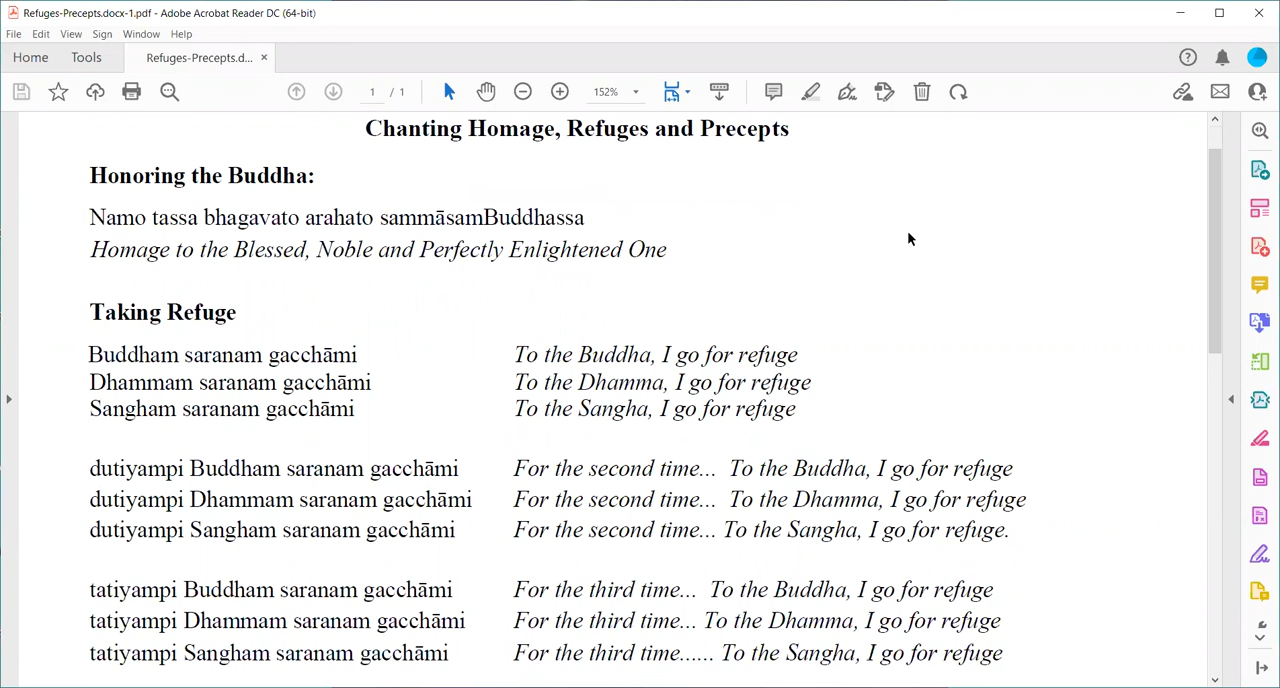 Refuges-Precepts.docx-1.pdf - Adobe Acrobat Reader DC (64-bit)
File Edit View Sign Window Help
Home Tools Refuges-Precepts.d... ×
1 / 1 152%
Chanting Homage, Refuges and Precepts
Honoring the Buddha:
Namo tassa bhagavato arahato sammāsamBuddhassa
Homage to the Blessed, Noble and Perfectly Enlightened One
Taking Refuge
Buddham saranam gacchāmi To the Buddha, I go for refuge
Dhammam saranam gacchāmi To the Dhamma, I go for refuge
Sangham saranam gacchāmi To the Sangha, I go for refuge
dutiyampi Buddham saranam gacchāmi For the second time... To the Buddha, I go for refuge
dutiyampi Dhammam saranam gacchāmi For the second time... To the Dhamma, I go for refuge
dutiyampi Sangham saranam gacchāmi For the second time... To the Sangha, I go for refuge.
tatiyampi Buddham saranam gacchāmi For the third time... To the Buddha, I go for refuge
tatiyampi Dhammam saranam gacchāmi For the third time... To the Dhamma, I go for refuge
tatiyampi Sangham saranam gacchāmi For the third time...... To the Sangha, I go for refuge